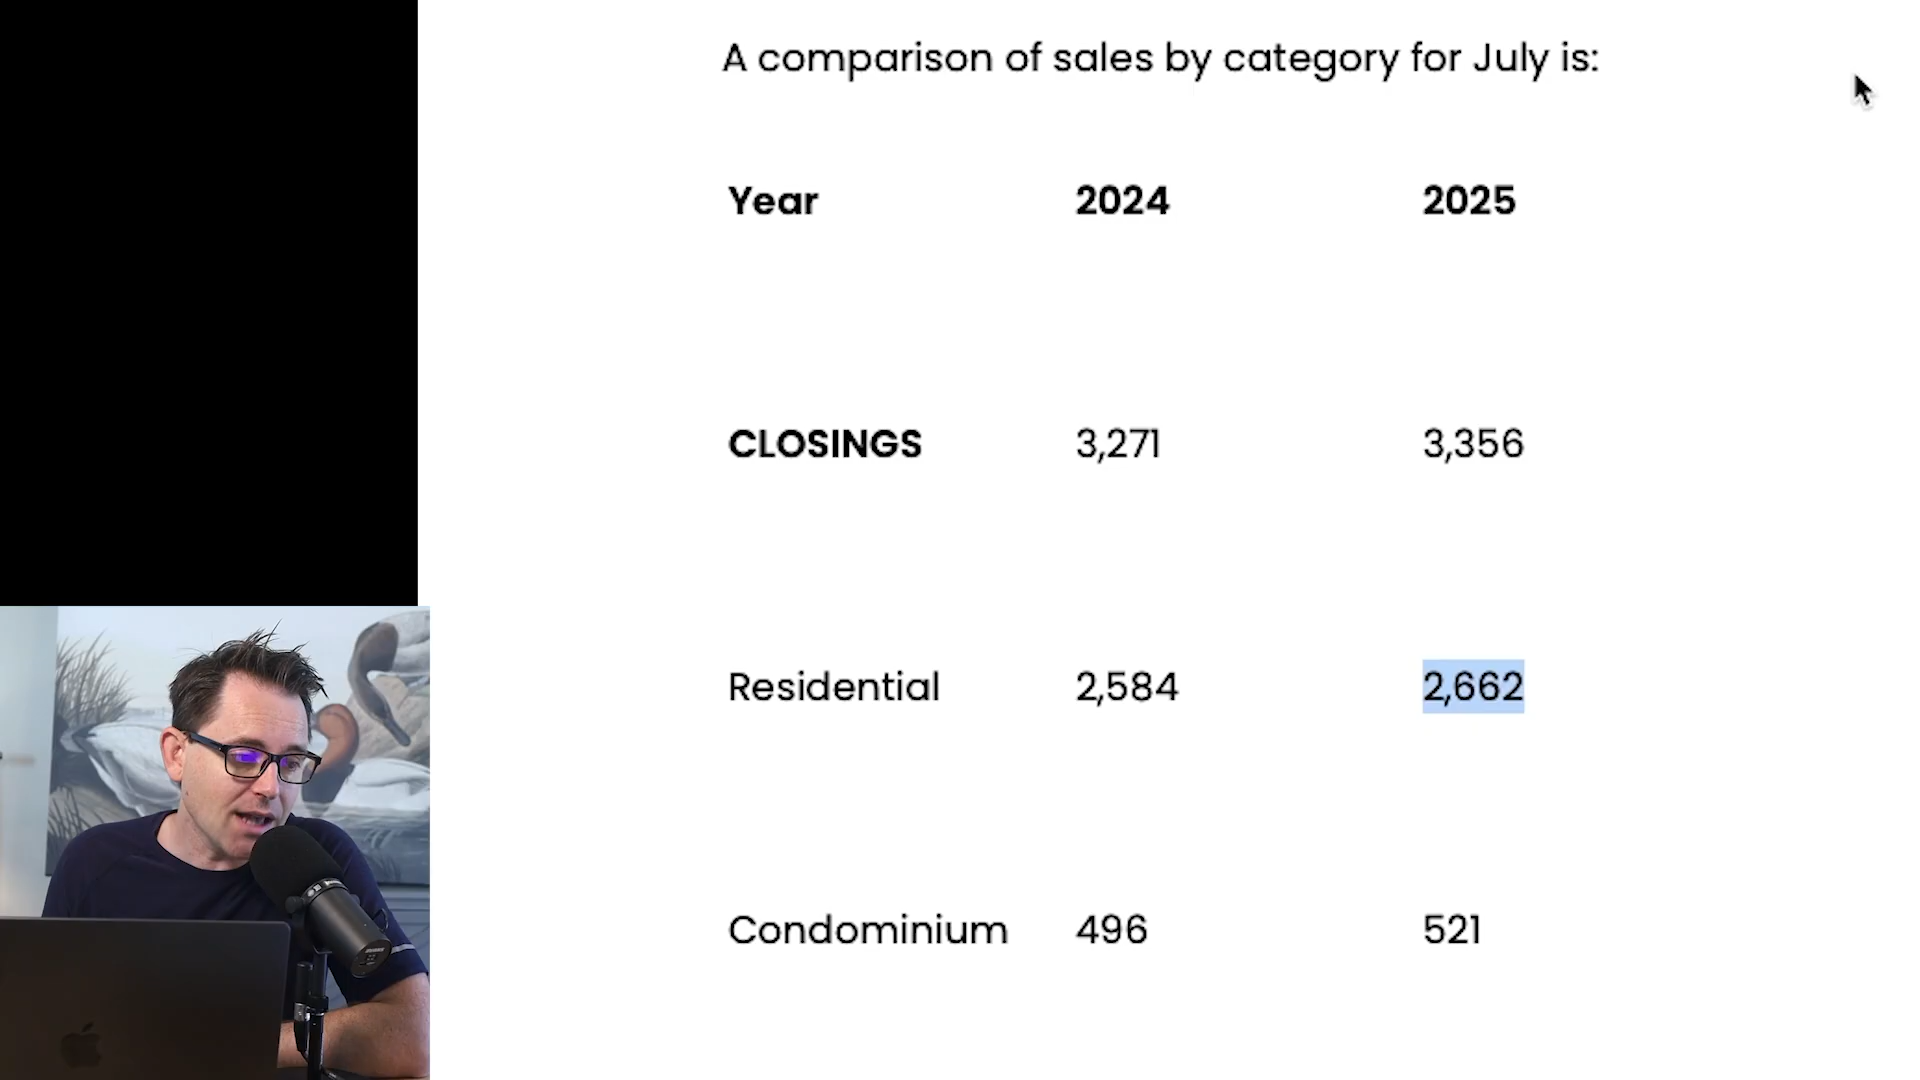 A comparison of sales by category for July is:
Year 2024 2025
CLOSINGS 3,271 3,356
Residential 2,584 2,662
Condominium 496 521